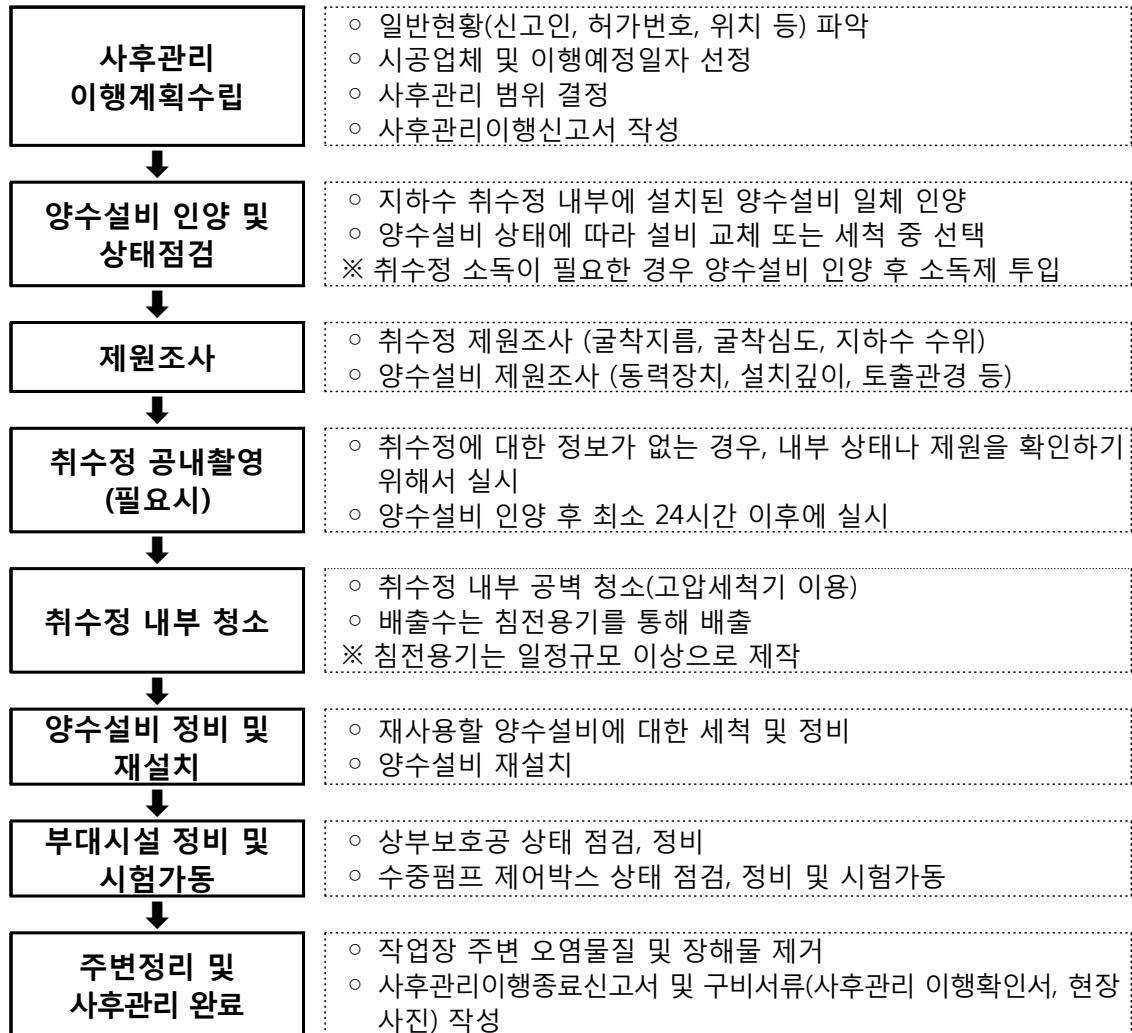 사후관리
이행계획수립
○ 일반현황(신고인, 허가번호, 위치 등) 파악
○ 시공업체 및 이행예정일자 선정
○ 사후관리 범위 결정
○ 사후관리이행신고서 작성
양수설비 인양 및
상태점검
○ 지하수 취수정 내부에 설치된 양수설비 일체 인양
○ 양수설비 상태에 따라 설비 교체 또는 세척 중 선택
※ 취수정 소독이 필요한 경우 양수설비 인양 후 소독제 투입
제원조사
○ 취수정 제원조사 (굴착지름, 굴착심도, 지하수 수위)
○ 양수설비 제원조사 (동력장치, 설치깊이, 토출관경 등)
취수정 공내촬영
(필요시)
○ 취수정에 대한 정보가 없는 경우, 내부 상태나 제원을 확인하기
위해서 실시
○ 양수설비 인양 후 최소 24시간 이후에 실시
취수정 내부 청소
○ 취수정 내부 공벽 청소(고압세척기 이용)
○ 배출수는 침전용기를 통해 배출
※ 침전용기는 일정규모 이상으로 제작
양수설비 정비 및
재설치
○ 재사용할 양수설비에 대한 세척 및 정비
○ 양수설비 재설치
부대시설 정비 및
시험가동
○ 상부보호공 상태 점검, 정비
○ 수중펌프 제어박스 상태 점검, 정비 및 시험가동
주변정리 및
사후관리 완료
○ 작업장 주변 오염물질 및 장해물 제거
○ 사후관리이행종료신고서 및 구비서류(사후관리 이행확인서, 현장
사진) 작성